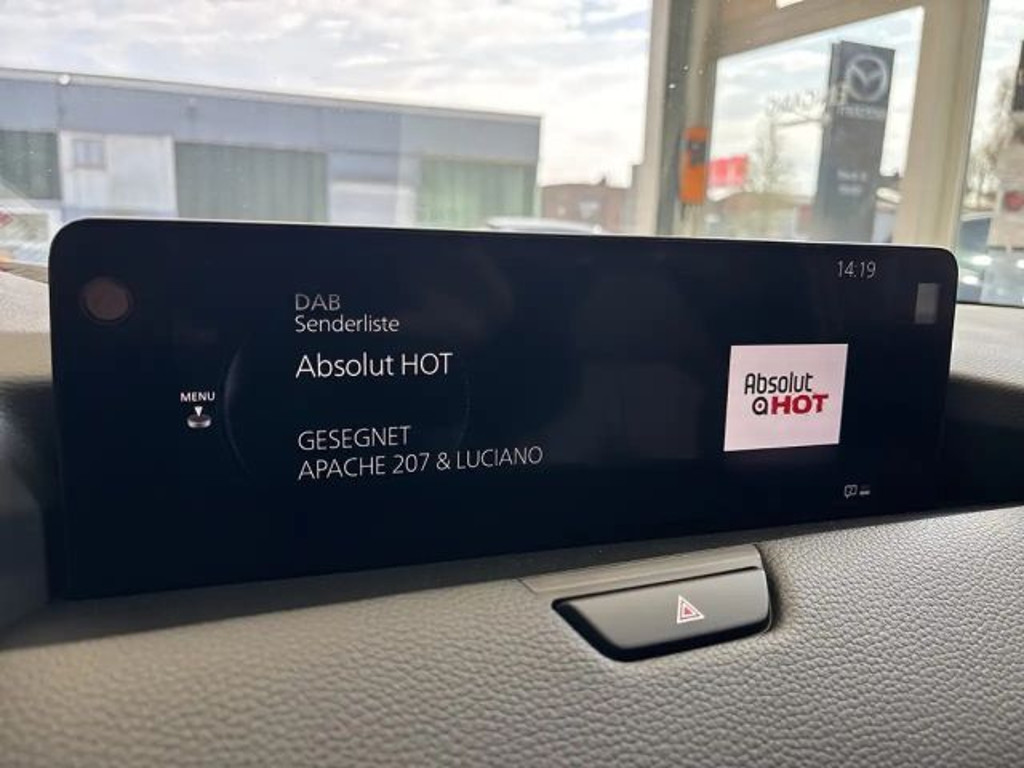 14:19
DAB
Senderliste
Absolut HOT
MENU
GESEGNET
APACHE 207 & LUCIANO
Absolut
HOT